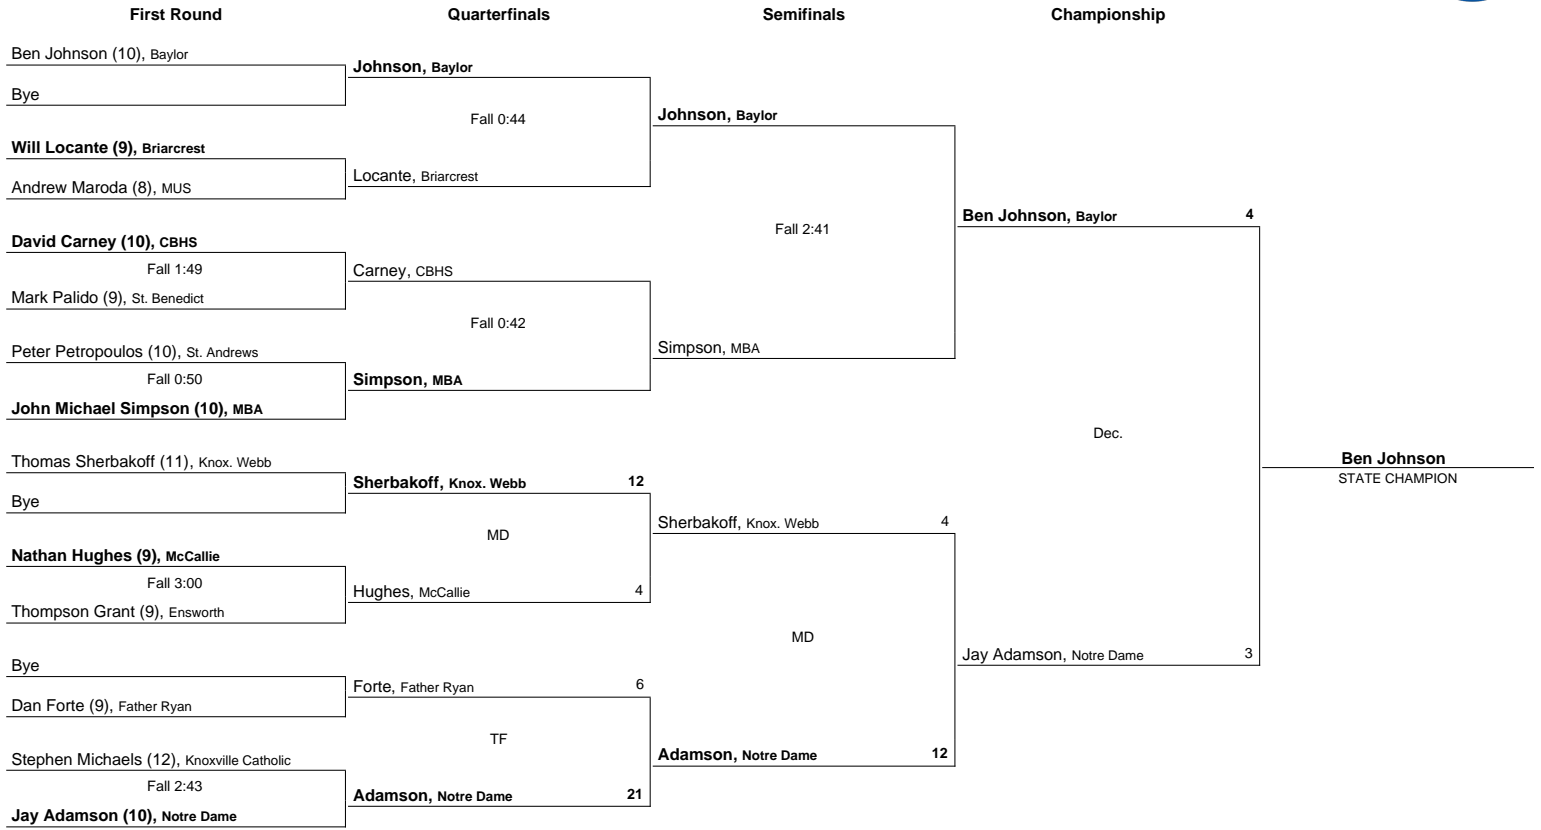 First Round Quarterfinals Semifinals Championship
Ben Johnson (10), Baylor
Johnson, Baylor
Bye
Fall 0:44
Johnson, Baylor
Will Locante (9), Briarcrest
Locante, Briarcrest
Andrew Maroda (8), MUS
Ben Johnson, Baylor 4
Fall 2:41
David Carney (10), CBHS
Fall 1:49
Carney, CBHS
Mark Palido (9), St. Benedict
Fall 0:42
Simpson, MBA
Peter Petropoulos (10), St. Andrews
Fall 0:50
Simpson, MBA
John Michael Simpson (10), MBA
Dec.
Ben Johnson
STATE CHAMPION
Thomas Sherbakoff (11), Knox. Webb
Sherbakoff, Knox. Webb 12
Bye
Sherbakoff, Knox. Webb 4
MD
Nathan Hughes (9), McCallie
Fall 3:00
Hughes, McCallie 4
Thompson Grant (9), Ensworth
MD
Jay Adamson, Notre Dame 3
Bye
Forte, Father Ryan 6
Dan Forte (9), Father Ryan
TF
Adamson, Notre Dame 12
Stephen Michaels (12), Knoxville Catholic
Fall 2:43
Adamson, Notre Dame 21
Jay Adamson (10), Notre Dame